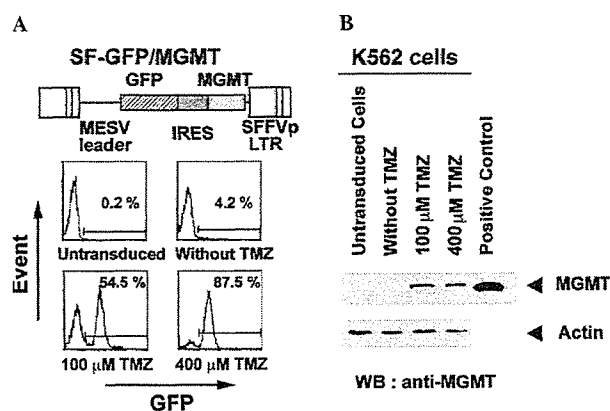 A
SF-GFP/MGMT
GFP MGMT
MESV leader
IRES
SFFVp LTR
0.2 %
4.2 %
Untransduced
Without TMZ
54.5 %
87.5 %
100 μM TMZ
400 μM TMZ
Event
GFP
B
K562 cells
Untransduced Cells
Without TMZ
100 μM TMZ
400 μM TMZ
Positive Control
MGMT
Actin
WB : anti-MGMT